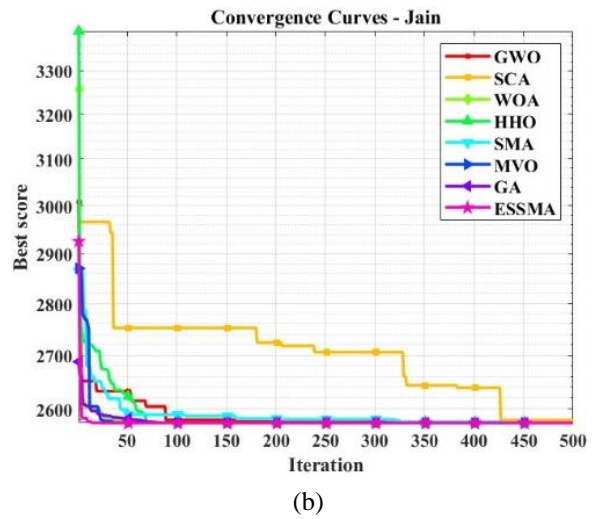 Convergence Curves - Jain
Best score
3300
3200
3100
3000
2900
2800
2700
2600
GWO
SCA
WOA
HHO
SMA
MVO
GA
ESSMA
50 100 150 200 250 300 350 400 450 500
Iteration
(b)